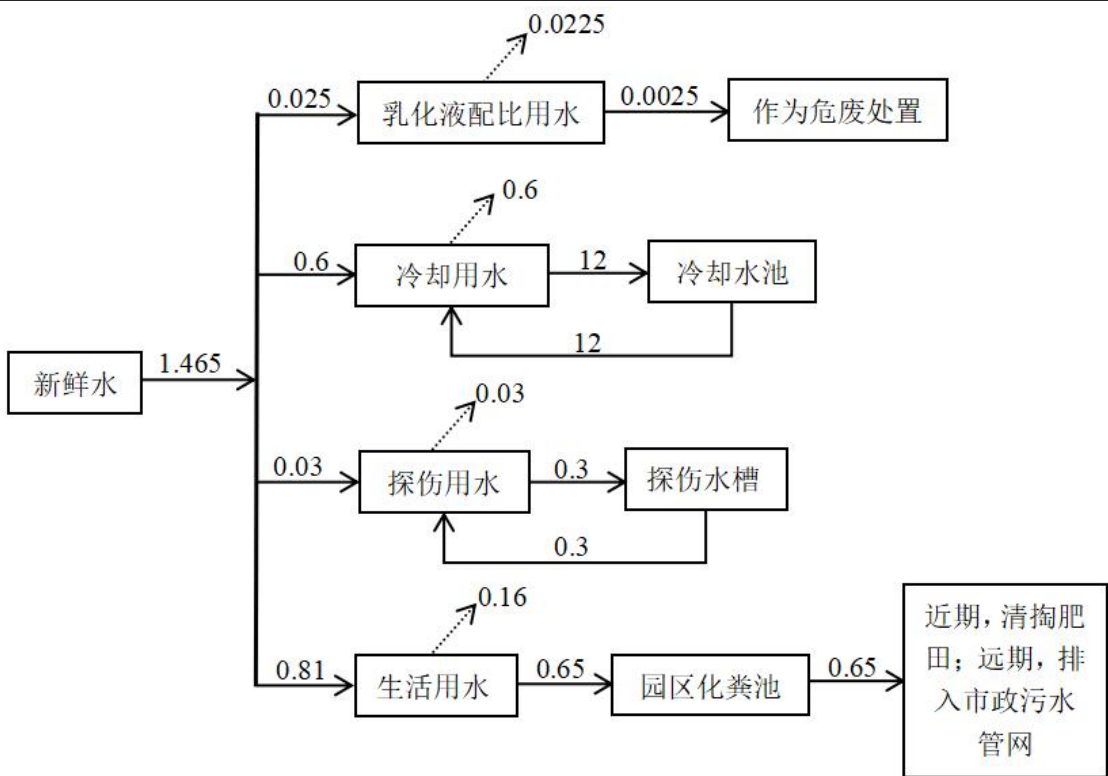 0.0225
0.025
乳化液配比用水
0.0025
作为危废处置
0.6
0.6
冷却用水
12
冷却水池
12
新鲜水
1.465
0.03
0.03
探伤用水
0.3
探伤水槽
0.3
0.16
0.81
生活用水
0.65
园区化粪池
0.65
近期，清掏肥
田；远期，排
入市政污水
管网